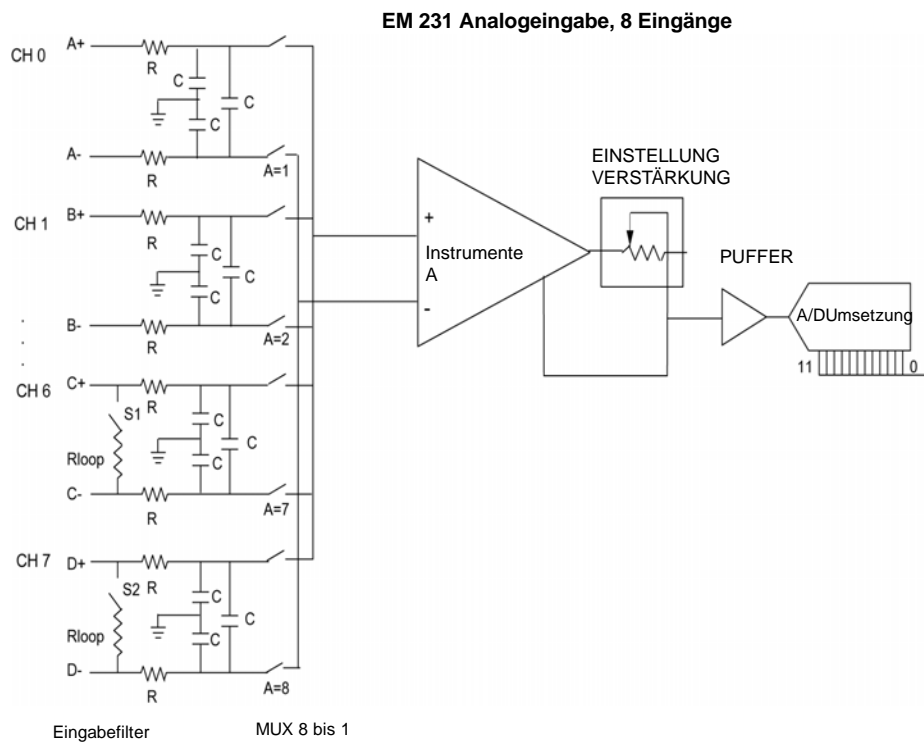 EM 231 Analogeingabe, 8 Eingänge
CH 0
A+
R
C
C
C
A-
R
A=1
CH 1
B+
R
C
C
C
B-
R
A=2
.
.
.
CH 6
C+
R
S1
C
C
C
Rloop
C-
R
A=7
CH 7
D+
R
S2
C
C
C
Rloop
D-
R
A=8
+
Instrumente
A
-
EINSTELLUNG
VERSTÄRKUNG
PUFFER
A/DUmsetzung
11
0
Eingabefilter
MUX 8 bis 1